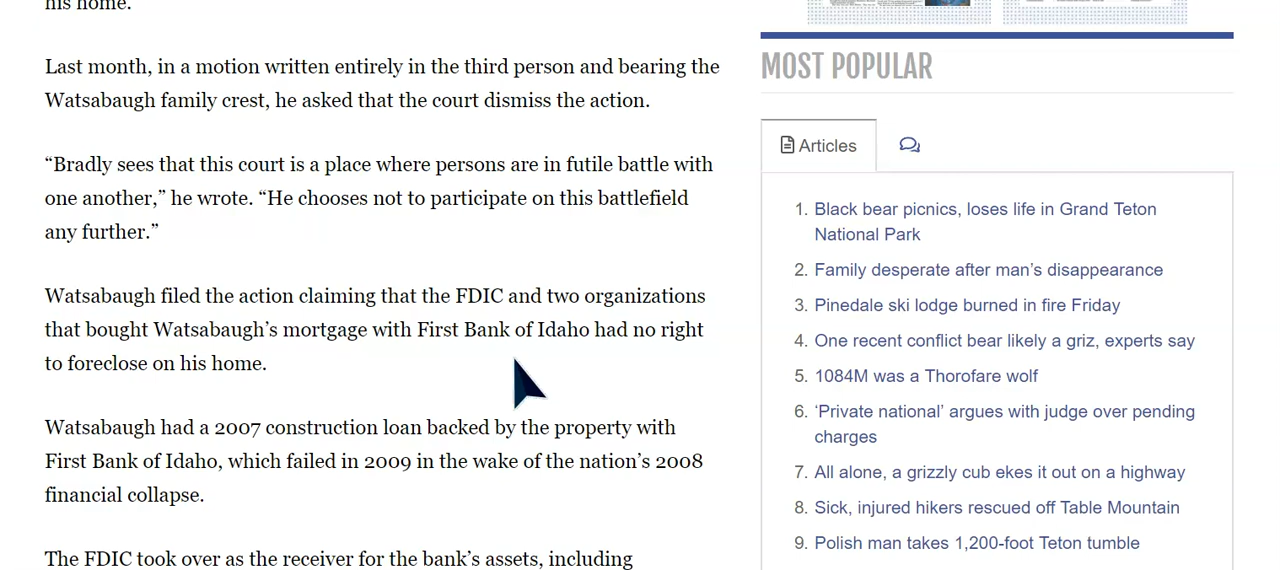 his home.
Last month, in a motion written entirely in the third person and bearing the
Watsabaugh family crest, he asked that the court dismiss the action.
“Bradly sees that this court is a place where persons are in futile battle with
one another,” he wrote. “He chooses not to participate on this battlefield
any further.”
Watsabaugh filed the action claiming that the FDIC and two organizations
that bought Watsabaugh’s mortgage with First Bank of Idaho had no right
to foreclose on his home.
Watsabaugh had a 2007 construction loan backed by the property with
First Bank of Idaho, which failed in 2009 in the wake of the nation’s 2008
financial collapse.
The FDIC took over as the receiver for the bank’s assets, including
MOST POPULAR
Articles
1. Black bear picnics, loses life in Grand Teton
National Park
2. Family desperate after man’s disappearance
3. Pinedale ski lodge burned in fire Friday
4. One recent conflict bear likely a griz, experts say
5. 1084M was a Thorofare wolf
6. ‘Private national’ argues with judge over pending
charges
7. All alone, a grizzly cub ekes it out on a highway
8. Sick, injured hikers rescued off Table Mountain
9. Polish man takes 1,200-foot Teton tumble